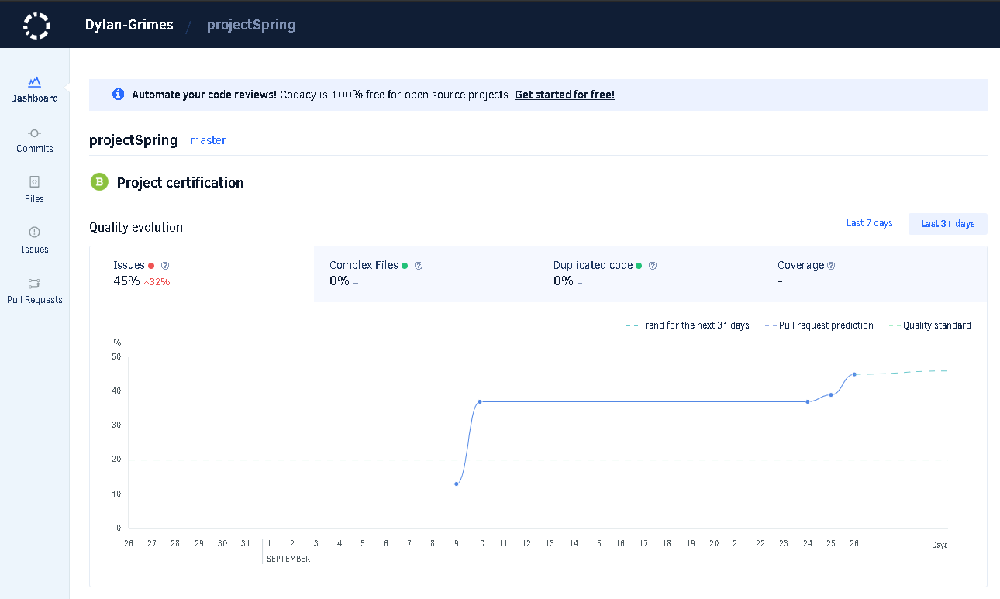 Dylan-Grimes / projectSpring
Dashboard
Commits
Files
Issues
Pull Requests
Automate your code reviews! Codacy is 100% free for open source projects. Get started for free!
projectSpring master
B Project certification
Quality evolution
Last 7 days Last 31 days
Issues Complex Files Duplicated code Coverage
45% 32% 0% = 0% = -
Trend for the next 31 days Pull request prediction Quality standard
%
50
40
30
20
10
0
26 27 28 29 30 31 1 2 3 4 5 6 7 8 9 10 11 12 13 14 15 16 17 18 19 20 21 22 23 24 25 26 Days
SEPTEMBER